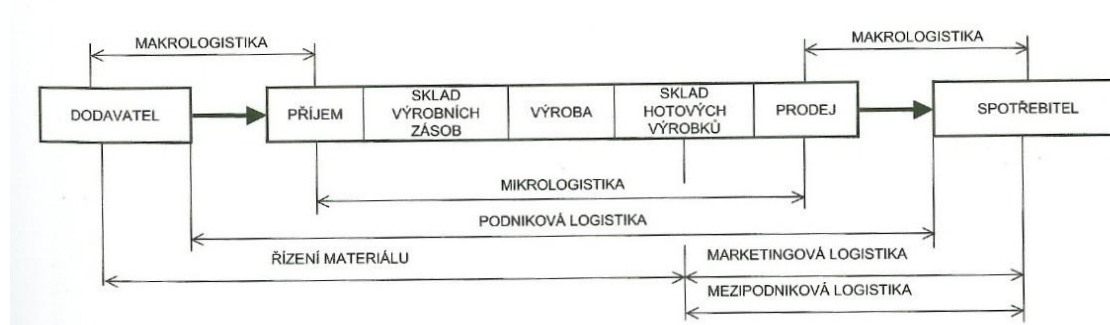 MAKROLOGISTIKA
MAKROLOGISTIKA
DODAVATEL
PŘÍJEM
SKLAD
VÝROBNÍCH
ZÁSOB
VÝROBA
SKLAD
HOTOVÝCH
VÝROBKŮ
PRODEJ
SPOTŘEBITEL
MIKROLOGISTIKA
PODNIKOVÁ LOGISTIKA
ŘÍZENÍ MATERIÁLU
MARKETINGOVÁ LOGISTIKA
MEZIPODNIKOVÁ LOGISTIKA